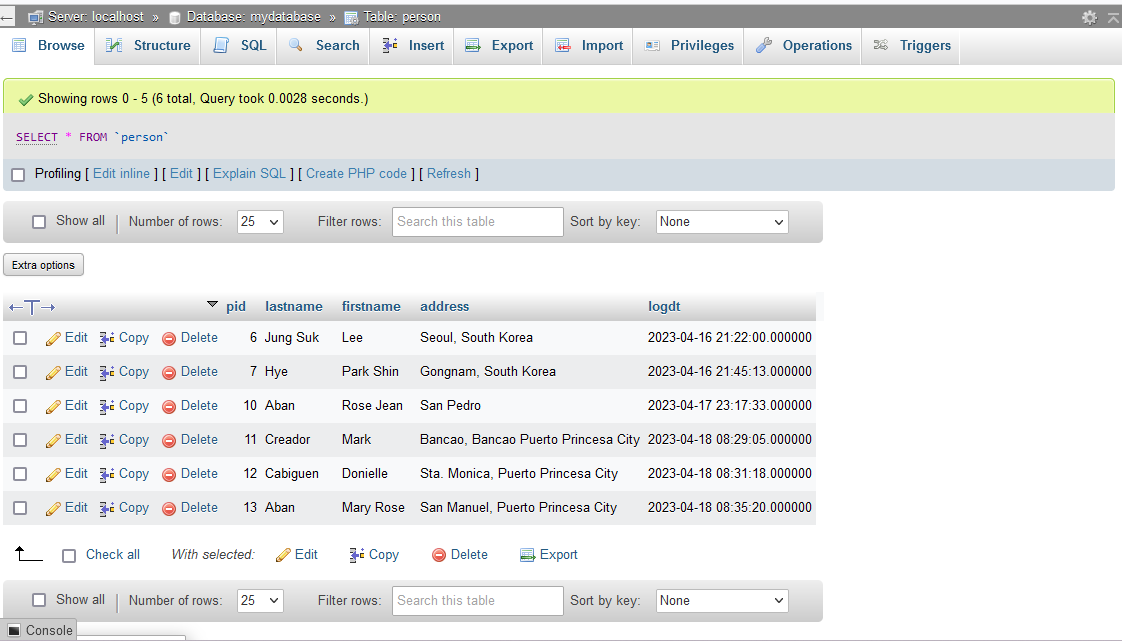 Server: localhost » Database: mydatabase » Table: person
Browse Structure SQL Search Insert Export Import Privileges Operations Triggers
Showing rows 0 - 5 (6 total, Query took 0.0028 seconds.)
SELECT * FROM `person`
Profiling [ Edit inline ] [ Edit ] [ Explain SQL ] [ Create PHP code ] [ Refresh ]
Show all Number of rows: 25 Filter rows: Search this table Sort by key: None
Extra options
pid lastname firstname address logdt
Edit Copy Delete 6 Jung Suk Lee Seoul, South Korea 2023-04-16 21:22:00.000000
Edit Copy Delete 7 Hye Park Shin Gongnam, South Korea 2023-04-16 21:45:13.000000
Edit Copy Delete 10 Aban Rose Jean San Pedro 2023-04-17 23:17:33.000000
Edit Copy Delete 11 Creador Mark Bancao, Bancao Puerto Princesa City 2023-04-18 08:29:05.000000
Edit Copy Delete 12 Cabiguen Donielle Sta. Monica, Puerto Princesa City 2023-04-18 08:31:18.000000
Edit Copy Delete 13 Aban Mary Rose San Manuel, Puerto Princesa City 2023-04-18 08:35:20.000000
Check all With selected: Edit Copy Delete Export
Show all Number of rows: 25 Filter rows: Search this table Sort by key: None
Console